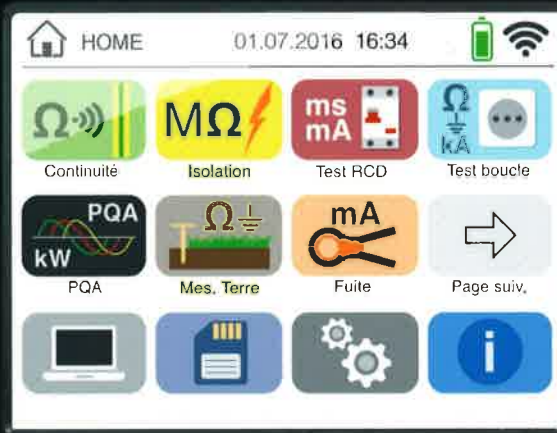 HOME 01.07.2016 16:34
Ω MΩ ms mA Ω kA
Continuité Isolation Test RCD Test boucle
PQA kW Ω mA
PQA Mes. Terre Fuite Page suiv.
i